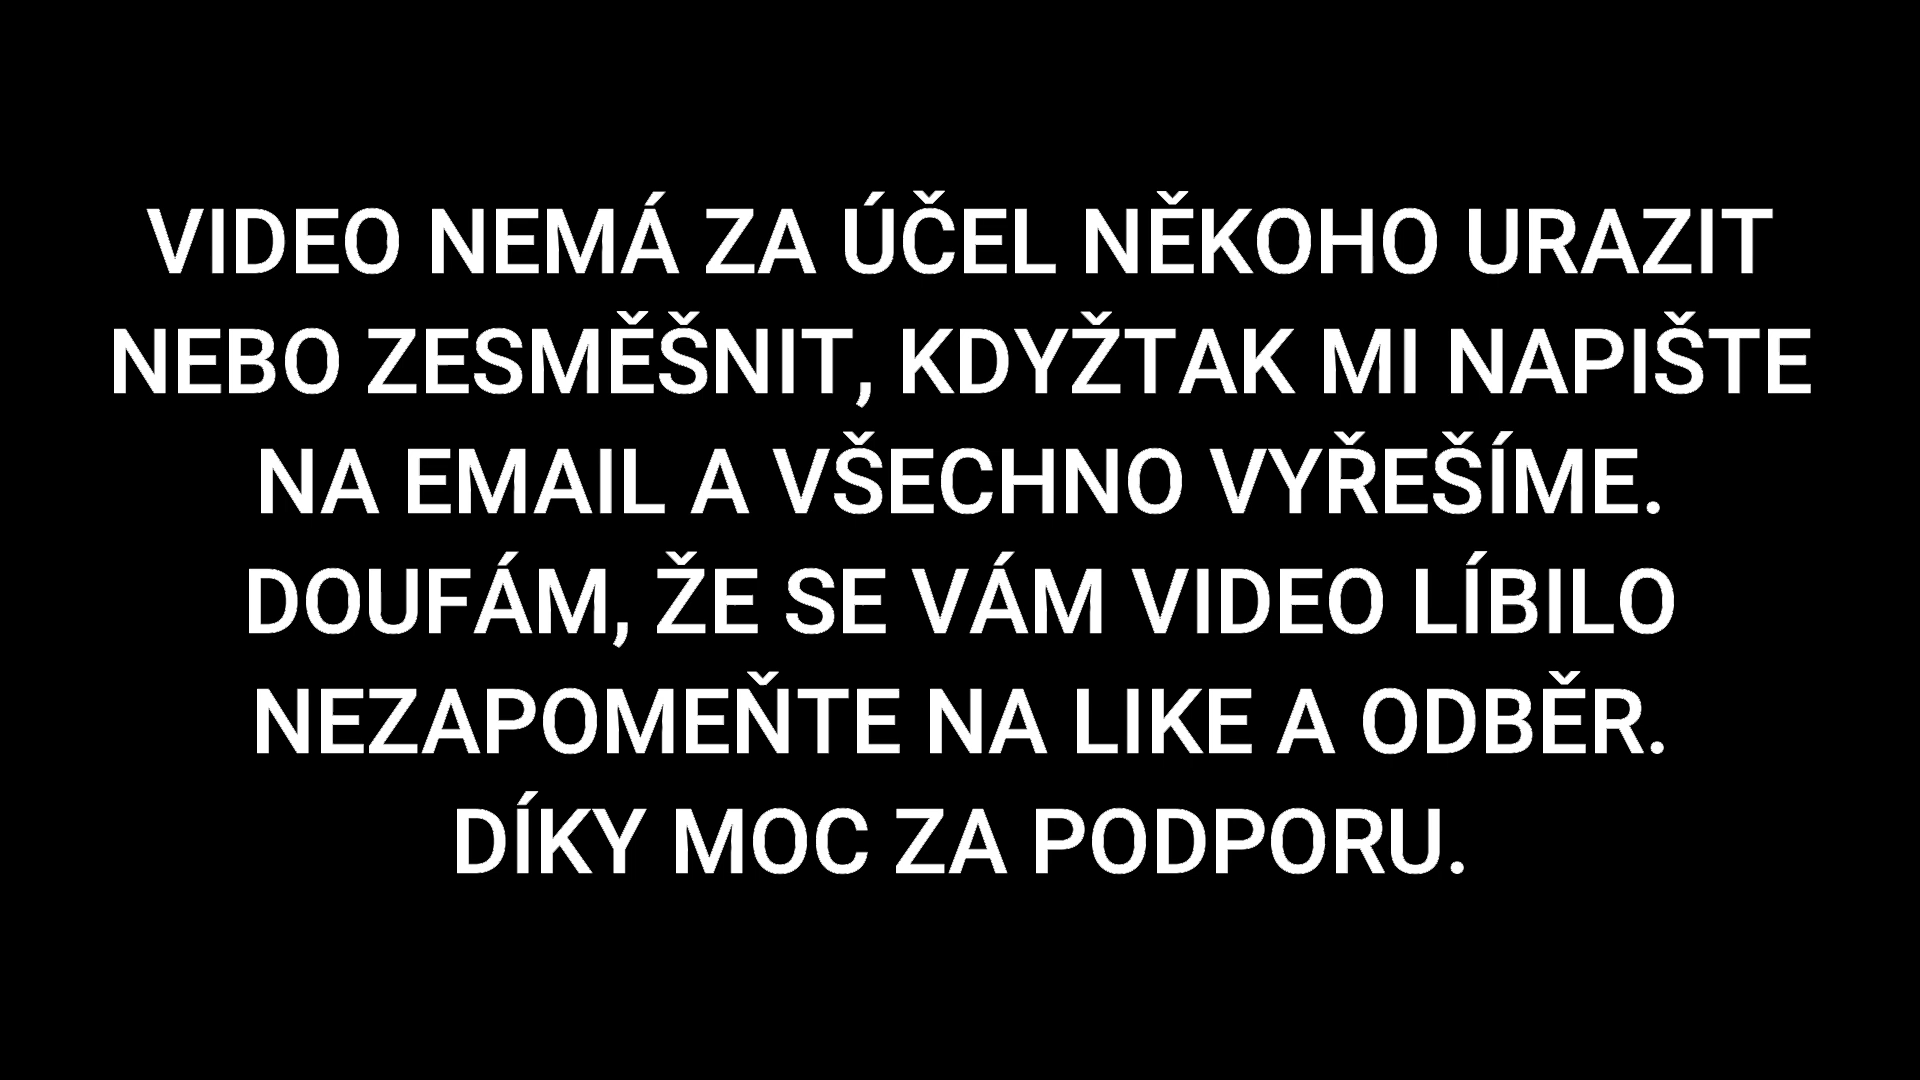 VIDEO NEMÁ ZA ÚČEL NĚKOHO URAZIT
NEBO ZESMĚŠNIT, KDYŽTAK MI NAPIŠTE
NA EMAIL A VŠECHNO VYŘEŠÍME.
DOUFÁM, ŽE SE VÁM VIDEO LÍBILO
NEZAPOMEŇTE NA LIKE A ODBĚR.
DÍKY MOC ZA PODPORU.